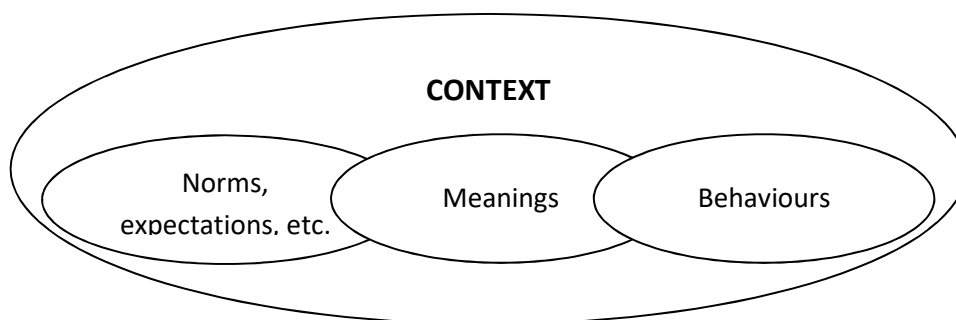 CONTEXT
Norms,
expectations, etc.
Meanings
Behaviours